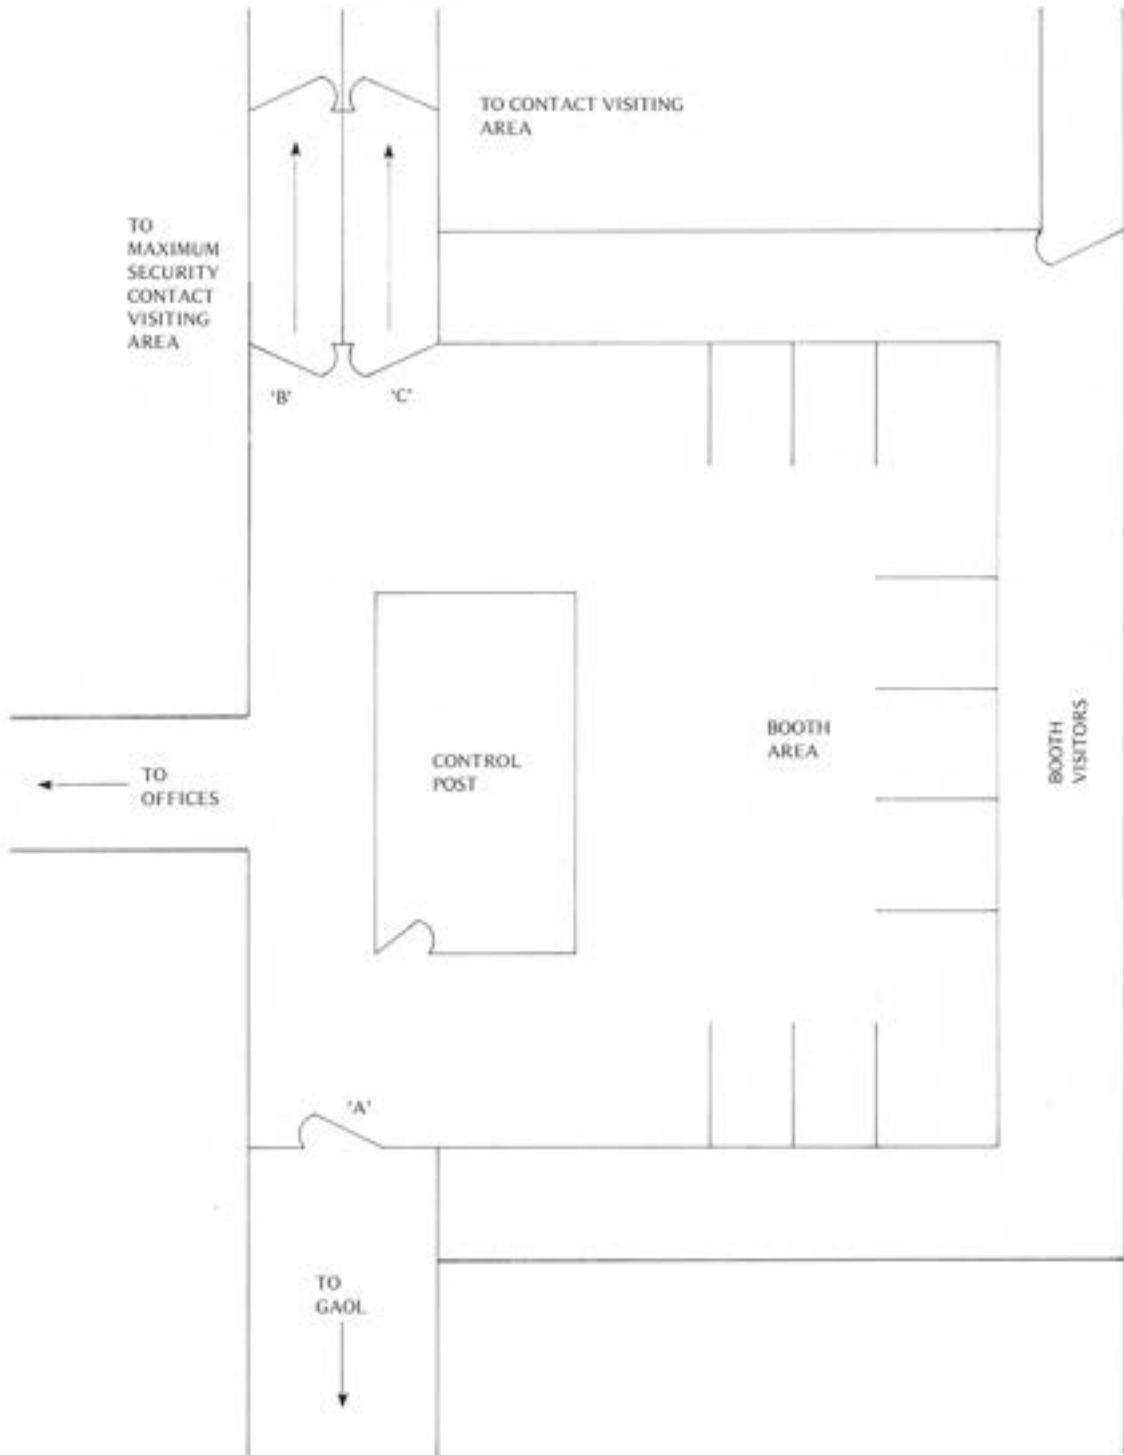 TO CONTACT VISITING
AREA
TO
MAXIMUM
SECURITY
CONTACT
VISITING
AREA
'B'
'C'
TO
OFFICES
CONTROL
POST
BOOTH
AREA
BOOTH
VISITORS
'A'
TO
GAOL